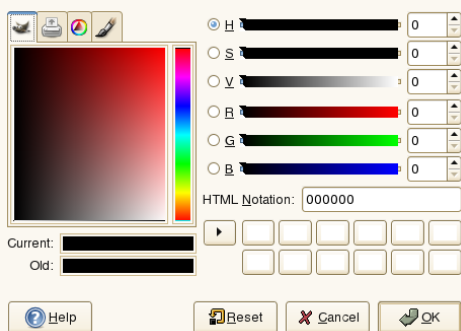 H 0
S 0
V 0
R 0
G 0
B 0
HTML Notation: 000000
Current:
Old:
Help Reset Cancel OK